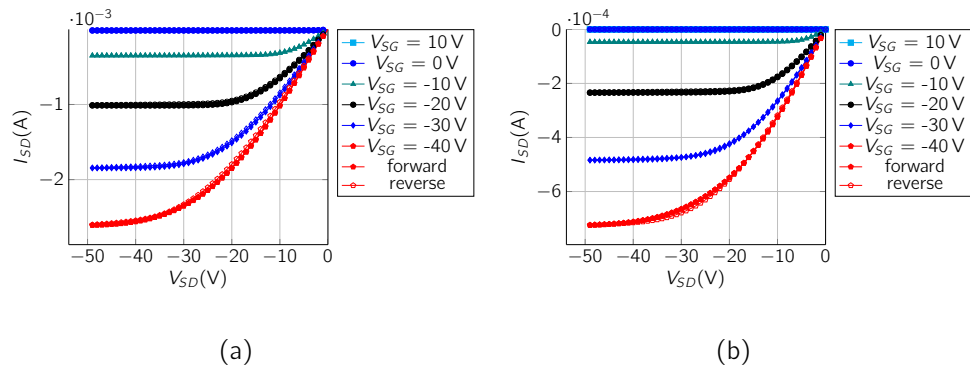 ·10⁻³
0
−1
−2
I_SD(A)
−50 −40 −30 −20 −10 0
V_SD(V)
V_SG = 10 V
V_SG = 0 V
V_SG = -10 V
V_SG = -20 V
V_SG = -30 V
V_SG = -40 V
forward
reverse
(a)
·10⁻⁴
0
−2
−4
−6
I_SD(A)
−50 −40 −30 −20 −10 0
V_SD(V)
V_SG = 10 V
V_SG = 0 V
V_SG = -10 V
V_SG = -20 V
V_SG = -30 V
V_SG = -40 V
forward
reverse
(b)